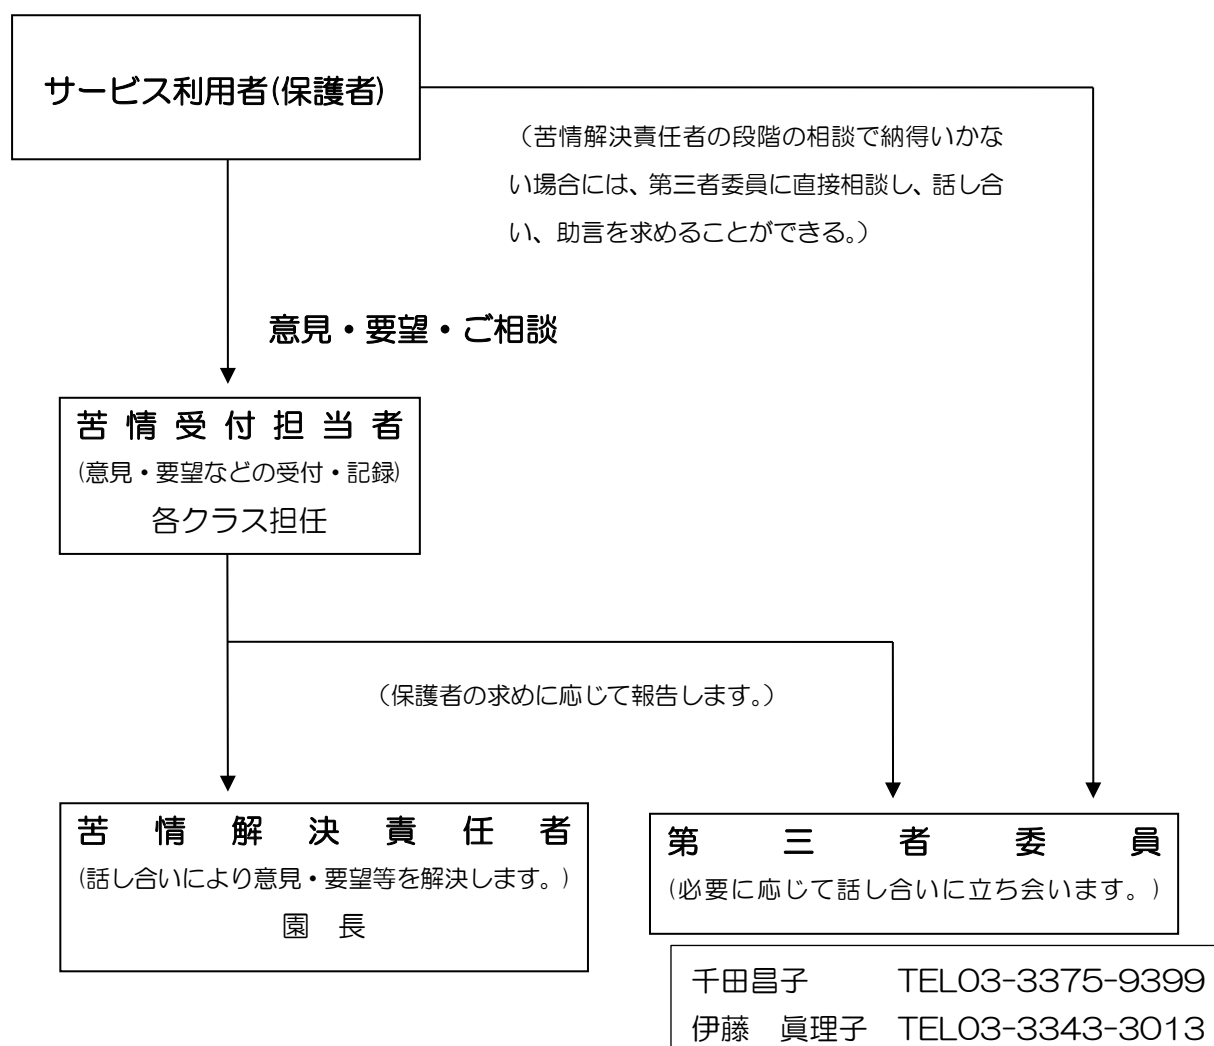 サービス利用者(保護者)
（苦情解決責任者の段階の相談で納得いかな
い場合には、第三者委員に直接相談し、話し合
い、助言を求めることができる。）
意見・要望・ご相談
苦情受付担当者
(意見・要望などの受付・記録)
各クラス担任
（保護者の求めに応じて報告します。）
苦情解決責任者
(話し合いにより意見・要望等を解決します。)
園　長
第三者委員
(必要に応じて話し合いに立ち会います。)
千田昌子　TEL03-3375-9399
伊藤　眞理子　TEL03-3343-3013